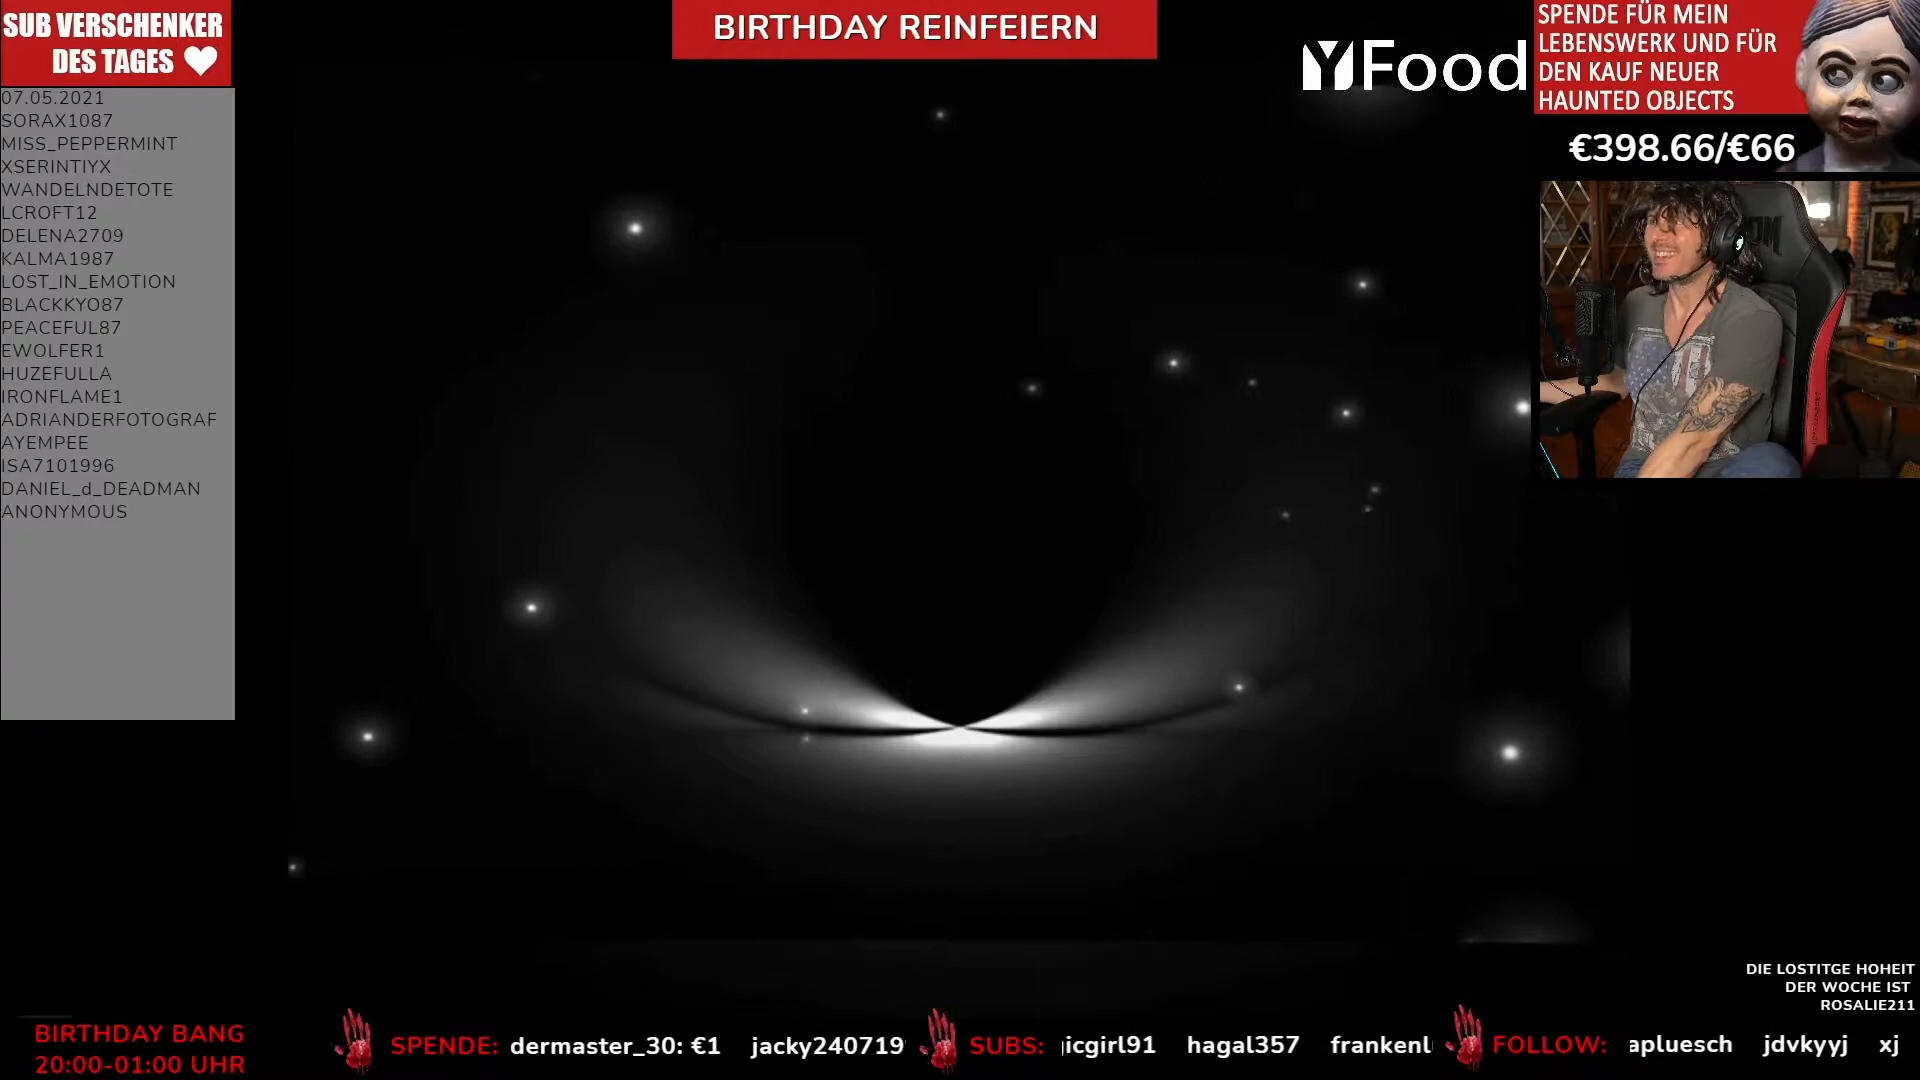 SUB VERSCHENKER
DES TAGES
07.05.2021
SORAX1087
MISS_PEPPERMINT
XSERINTIYX
WANDELNDETOTE
LCROFT12
DELENA2709
KALMA1987
LOST_IN_EMOTION
BLACKKYO87
PEACEFUL87
EWOLFER1
HUZEFULLA
IRONFLAME1
ADRIANDERFOTOGRAF
AYEMPEE
ISA7101996
DANIEL_d_DEADMAN
ANONYMOUS
BIRTHDAY REINFEIERN
YFood
SPENDE FÜR MEIN
LEBENSWERK UND FÜR
DEN KAUF NEUER
HAUNTED OBJECTS
€398.66/€66
DIE LOSTITGE HOHEIT
DER WOCHE IST
ROSALIE211
BIRTHDAY BANG
20:00-01:00 UHR
SPENDE: dermaster_30: €1 jacky240719
SUBS: icgirl91 hagal357 frankenl
FOLLOW: apluesch jdvkyyj xj